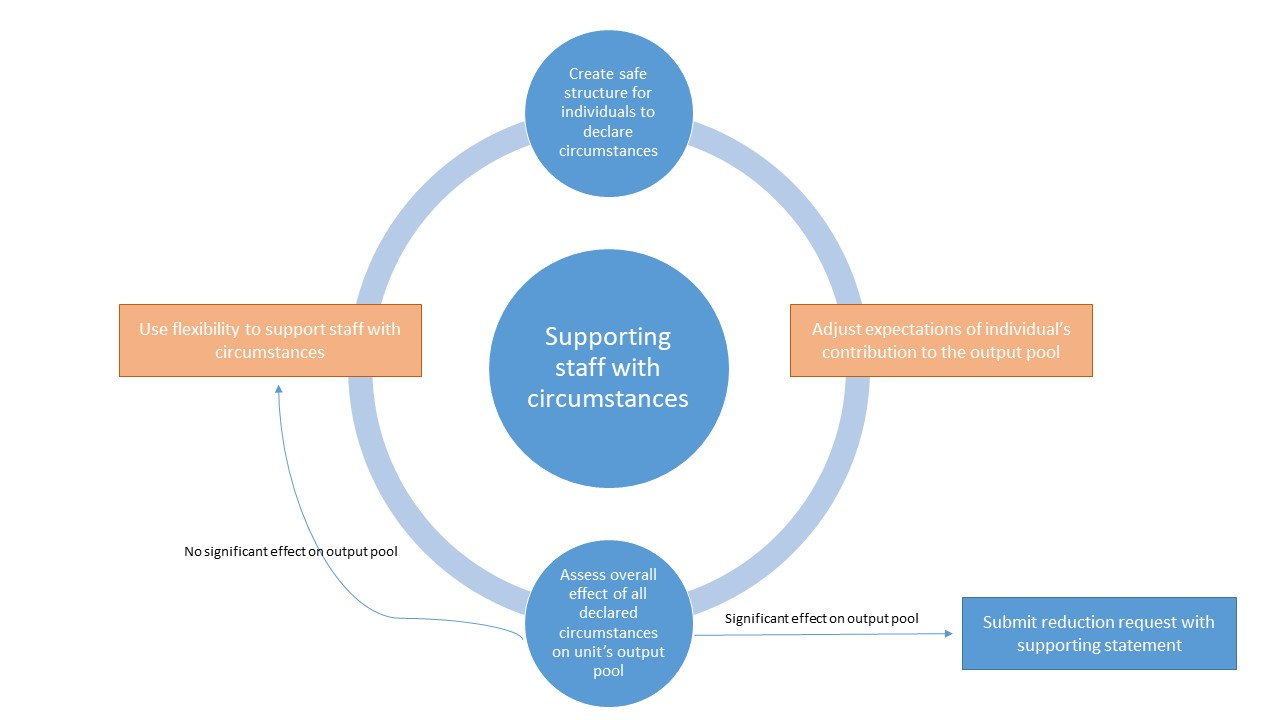 Create safe
structure for
individuals to
declare
circumstances
Use flexibility to support staff with
circumstances
Supporting
staff with
circumstances
Adjust expectations of individual’s
contribution to the output pool
No significant effect on output pool
Assess overall
effect of all
declared
circumstances
on unit’s output
pool
Significant effect on output pool
Submit reduction request with
supporting statement